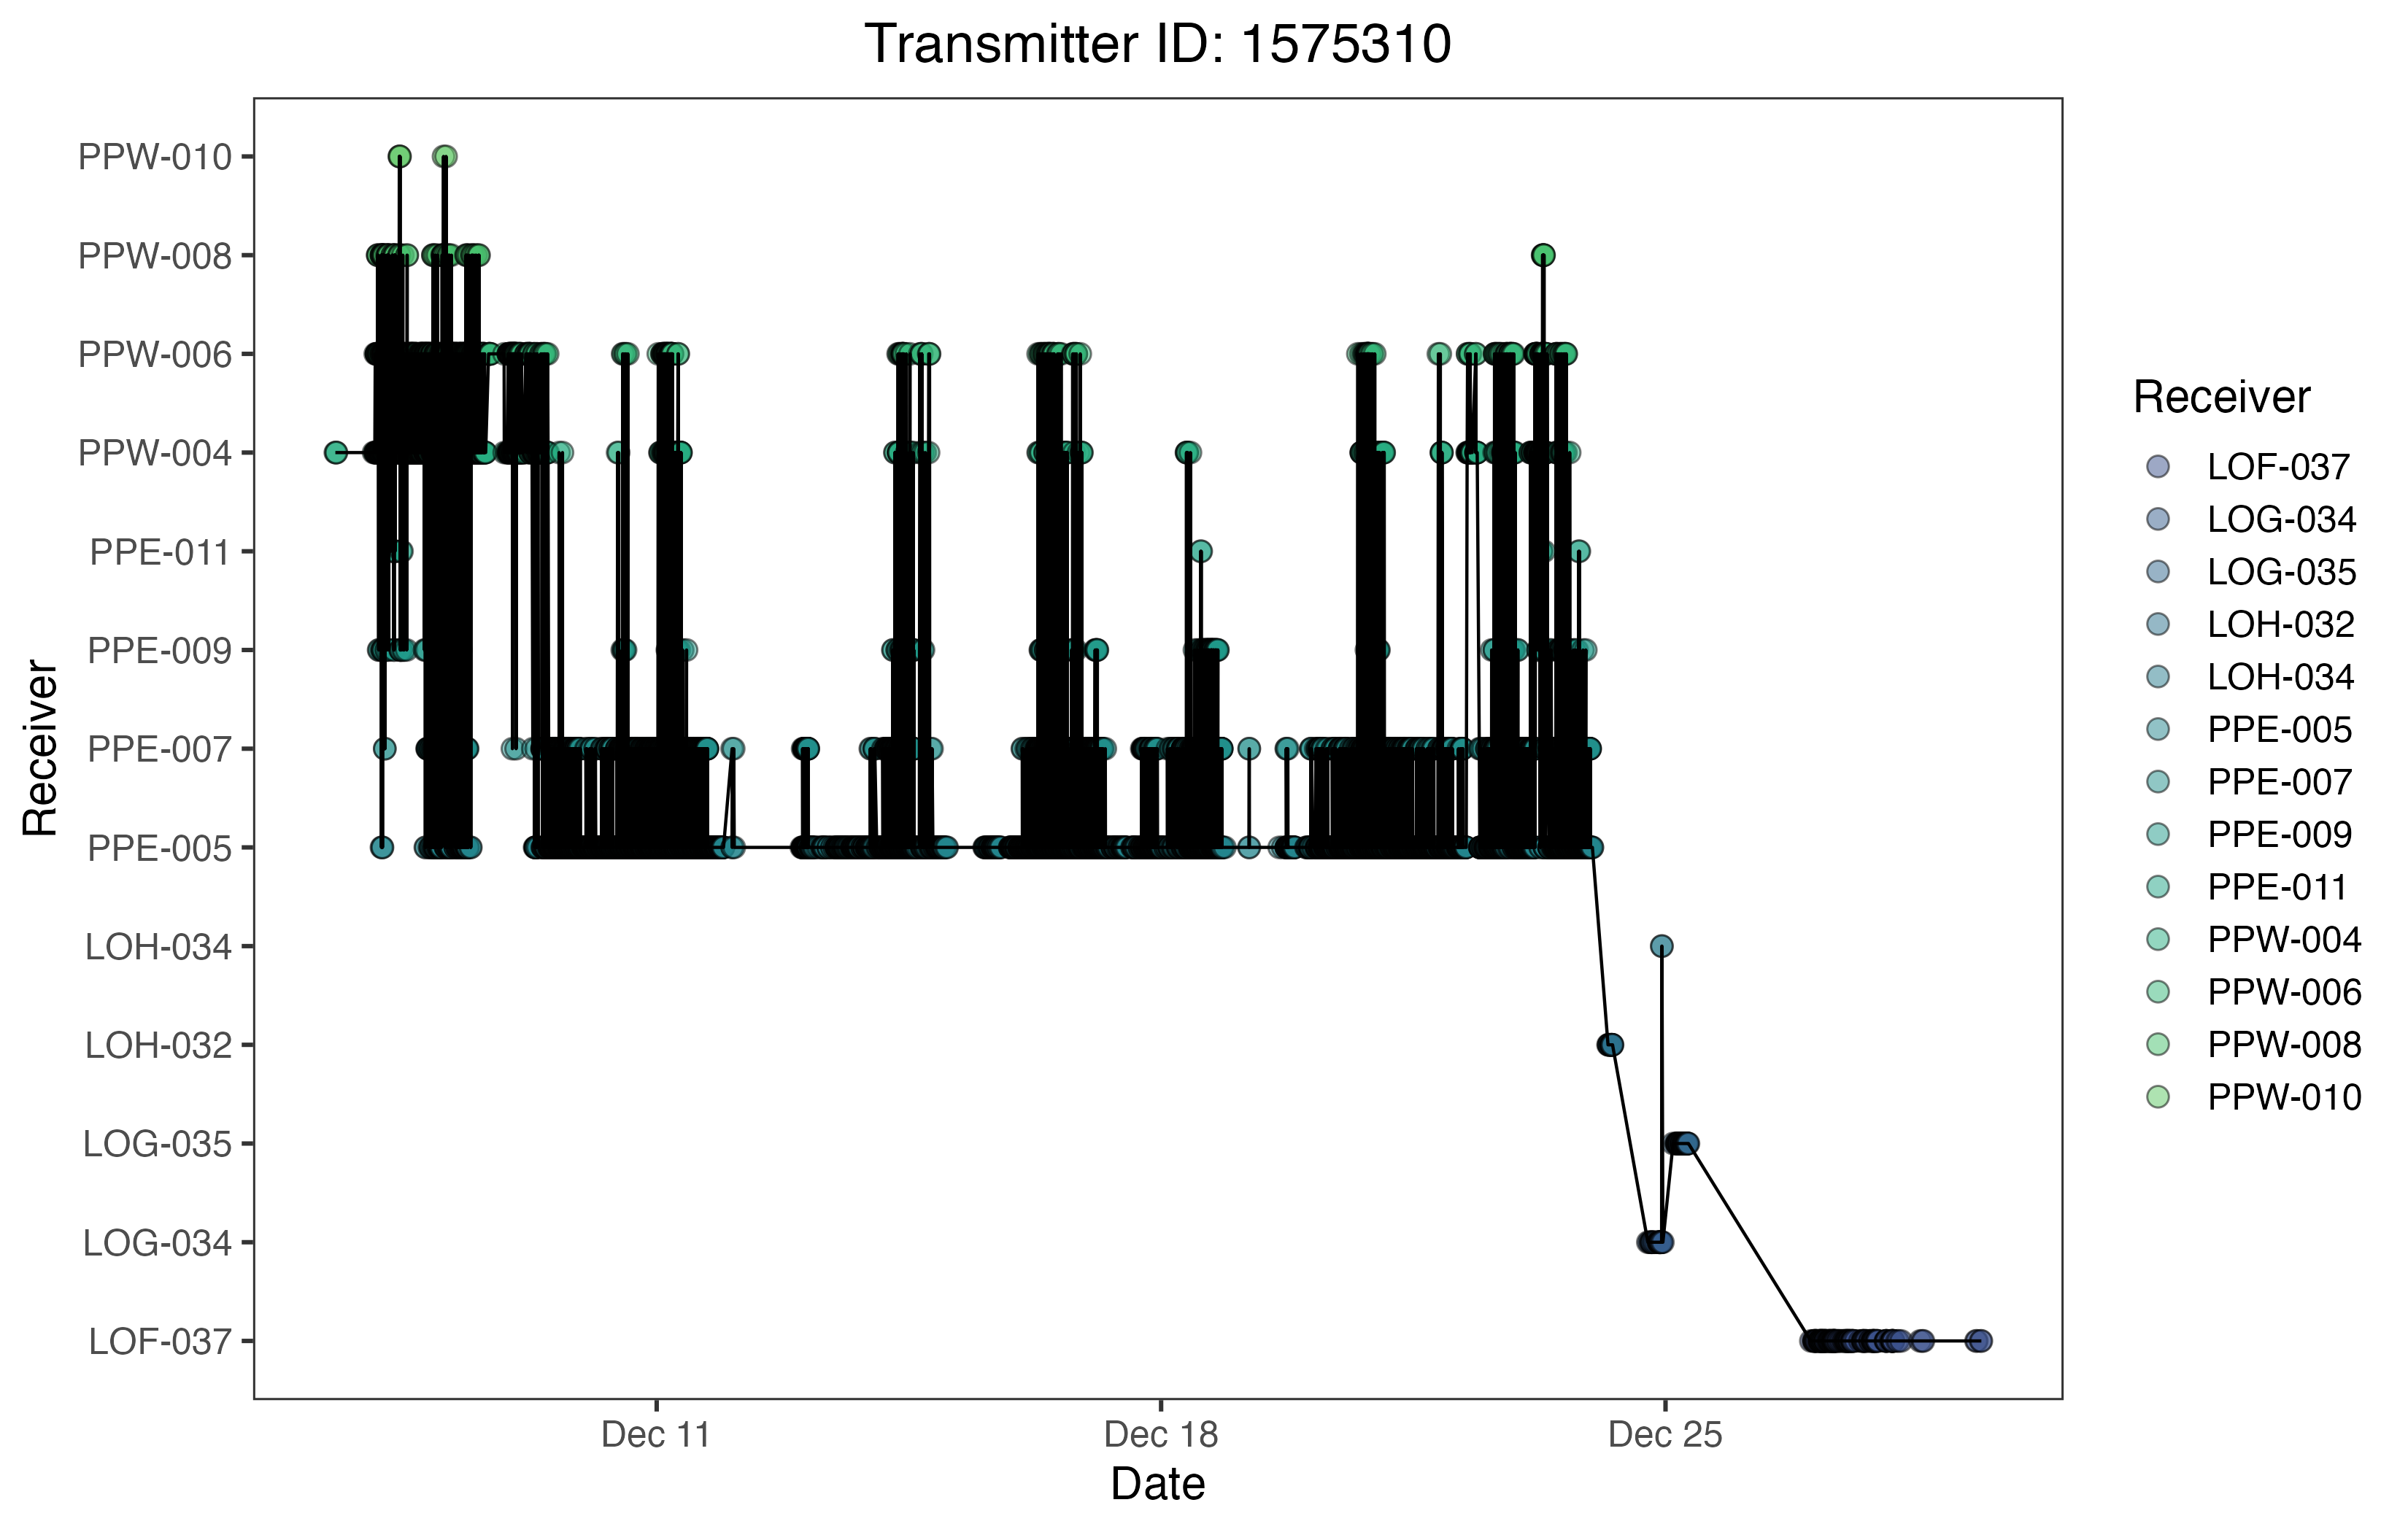 Transmitter ID: 1575310
Receiver
PPW-010
PPW-008
PPW-006
PPW-004
PPE-011
PPE-009
PPE-007
PPE-005
LOH-034
LOH-032
LOG-035
LOG-034
LOF-037
Dec 11
Dec 18
Dec 25
Date
Receiver
LOF-037
LOG-034
LOG-035
LOH-032
LOH-034
PPE-005
PPE-007
PPE-009
PPE-011
PPW-004
PPW-006
PPW-008
PPW-010